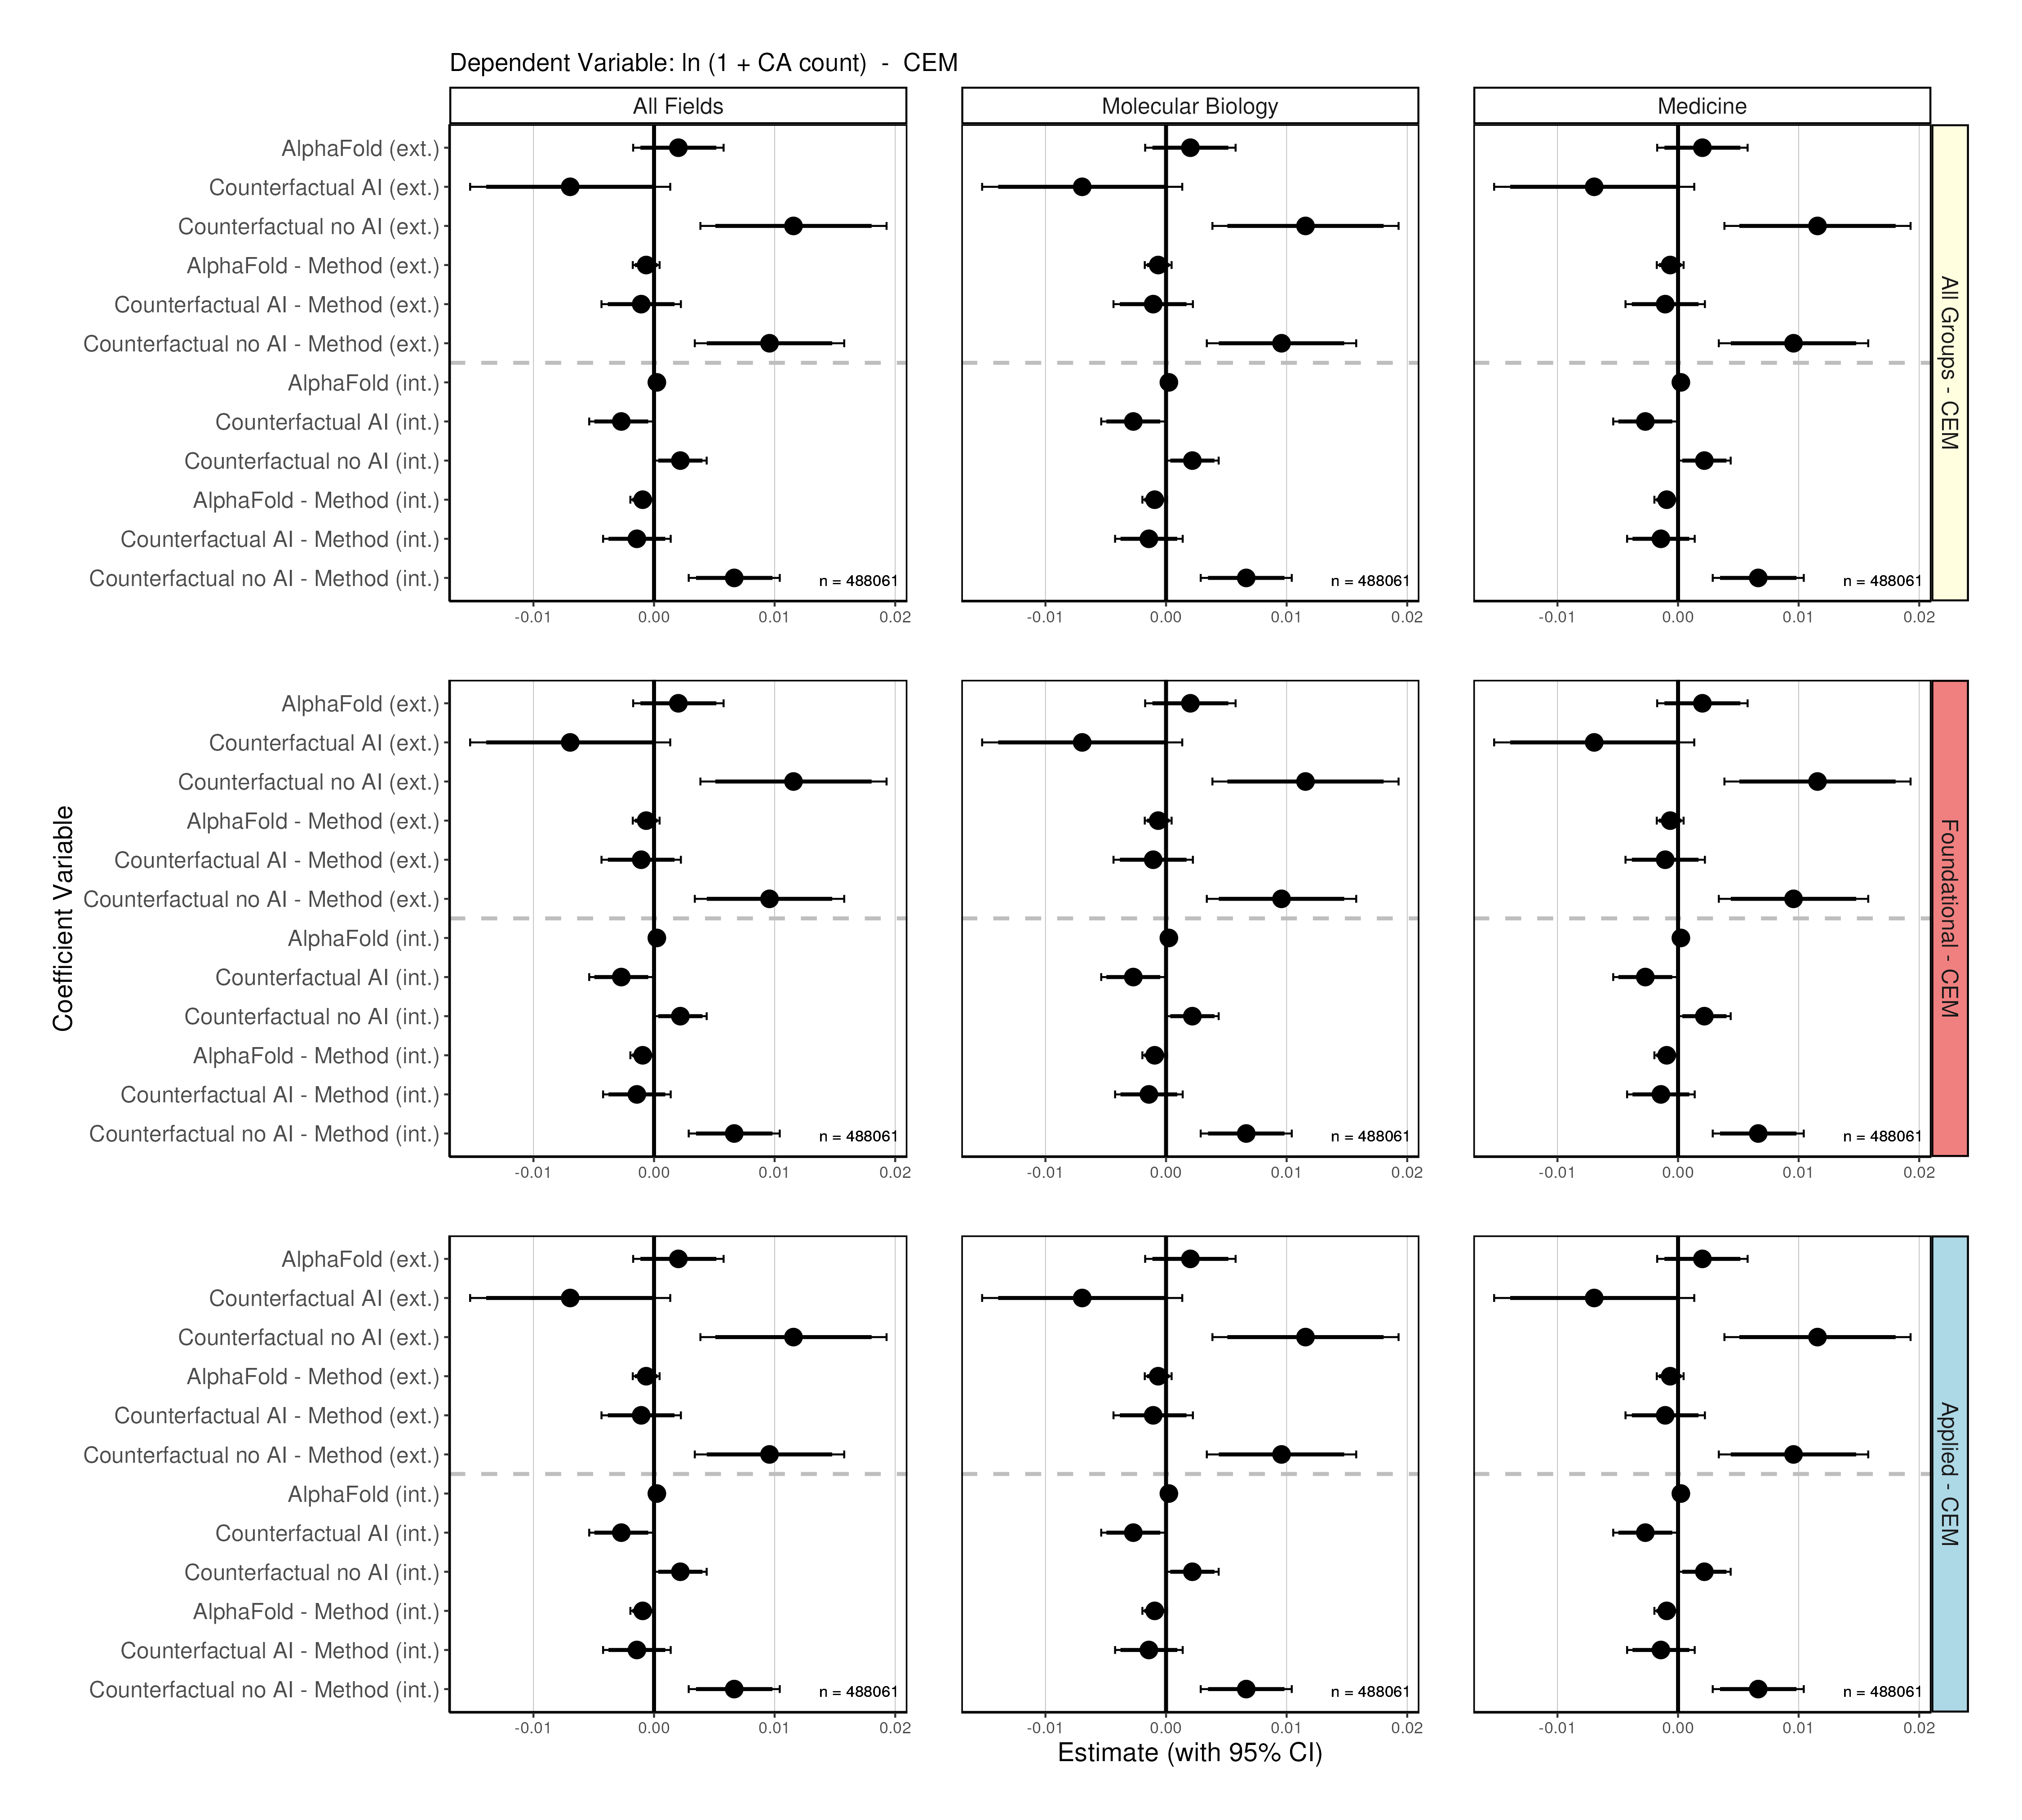 Dependent Variable: ln (1 + CA count)  -  CEM
All Fields
Molecular Biology
Medicine
AlphaFold (ext.)
Counterfactual AI (ext.)
Counterfactual no AI (ext.)
AlphaFold - Method (ext.)
Counterfactual AI - Method (ext.)
Counterfactual no AI - Method (ext.)
AlphaFold (int.)
Counterfactual AI (int.)
Counterfactual no AI (int.)
AlphaFold - Method (int.)
Counterfactual AI - Method (int.)
Counterfactual no AI - Method (int.)
n = 488061
n = 488061
n = 488061
-0.01 0.00 0.01 0.02
-0.01 0.00 0.01 0.02
-0.01 0.00 0.01 0.02
All Groups - CEM
Coefficient Variable
AlphaFold (ext.)
Counterfactual AI (ext.)
Counterfactual no AI (ext.)
AlphaFold - Method (ext.)
Counterfactual AI - Method (ext.)
Counterfactual no AI - Method (ext.)
AlphaFold (int.)
Counterfactual AI (int.)
Counterfactual no AI (int.)
AlphaFold - Method (int.)
Counterfactual AI - Method (int.)
Counterfactual no AI - Method (int.)
n = 488061
n = 488061
n = 488061
-0.01 0.00 0.01 0.02
-0.01 0.00 0.01 0.02
-0.01 0.00 0.01 0.02
Foundational - CEM
AlphaFold (ext.)
Counterfactual AI (ext.)
Counterfactual no AI (ext.)
AlphaFold - Method (ext.)
Counterfactual AI - Method (ext.)
Counterfactual no AI - Method (ext.)
AlphaFold (int.)
Counterfactual AI (int.)
Counterfactual no AI (int.)
AlphaFold - Method (int.)
Counterfactual AI - Method (int.)
Counterfactual no AI - Method (int.)
n = 488061
n = 488061
n = 488061
-0.01 0.00 0.01 0.02
-0.01 0.00 0.01 0.02
-0.01 0.00 0.01 0.02
Applied - CEM
Estimate (with 95% CI)